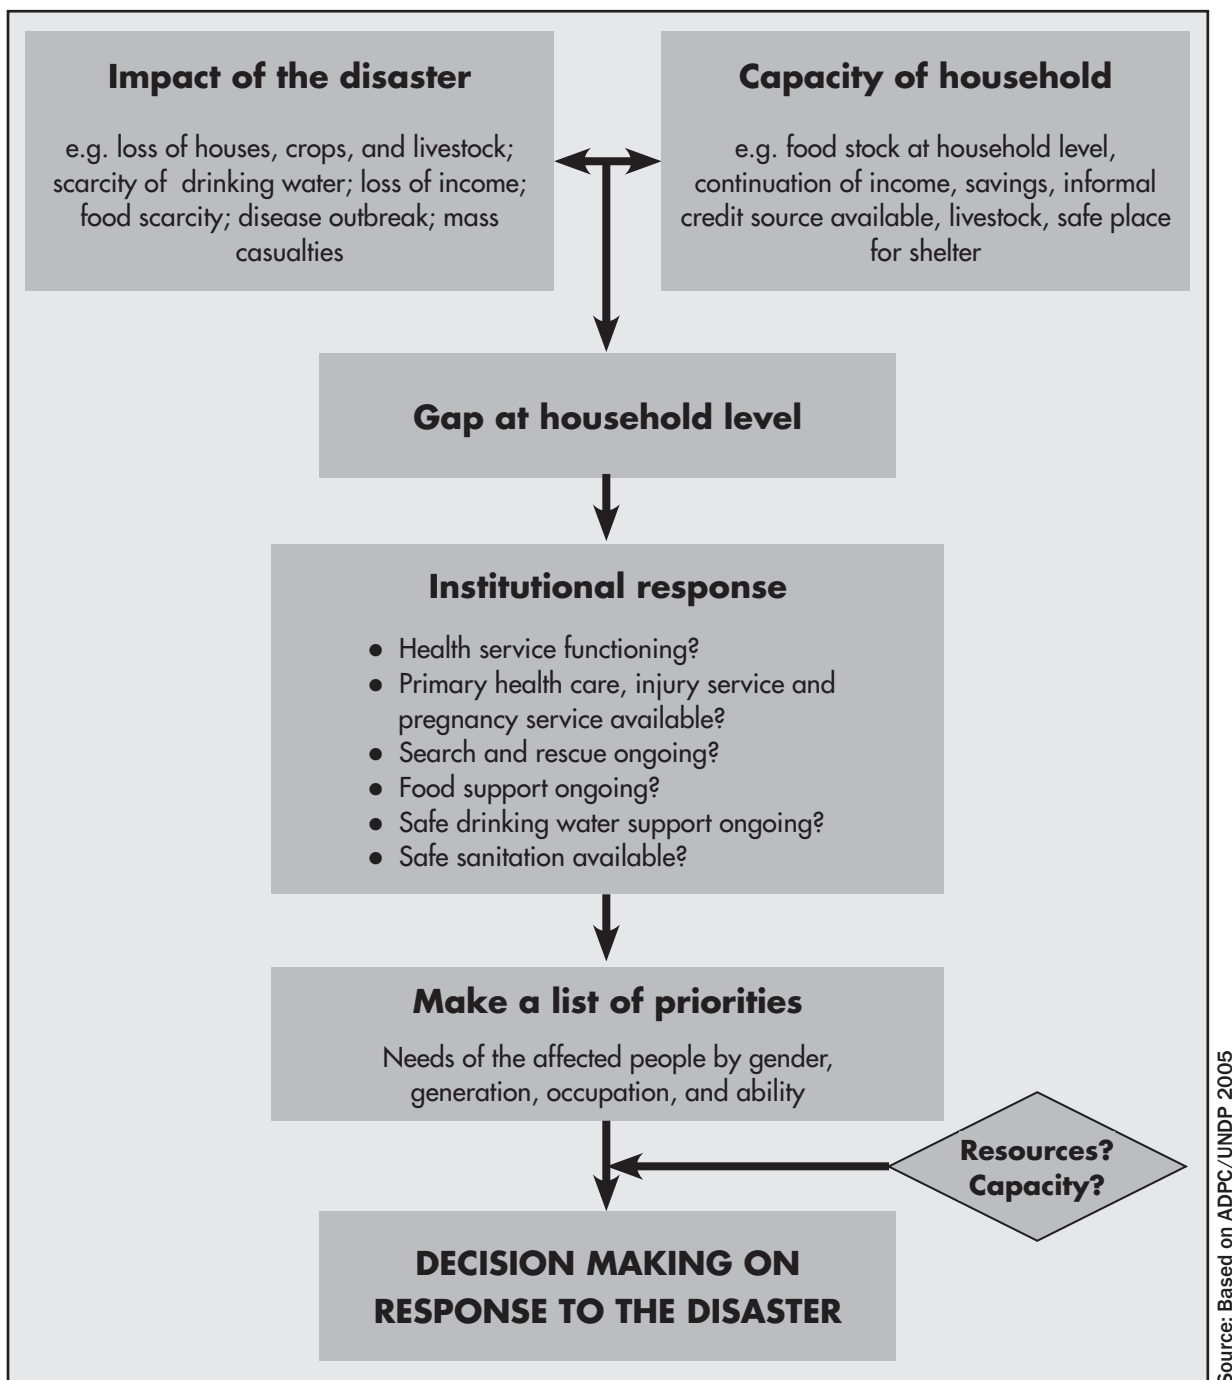 Impact of the disaster
e.g. loss of houses, crops, and livestock;
scarcity of drinking water; loss of income;
food scarcity; disease outbreak; mass
casualties
Capacity of household
e.g. food stock at household level,
continuation of income, savings, informal
credit source available, livestock, safe place
for shelter
Gap at household level
Institutional response
● Health service functioning?
● Primary health care, injury service and
pregnancy service available?
● Search and rescue ongoing?
● Food support ongoing?
● Safe drinking water support ongoing?
● Safe sanitation available?
Make a list of priorities
Needs of the affected people by gender,
generation, occupation, and ability
Resources?
Capacity?
DECISION MAKING ON
RESPONSE TO THE DISASTER
Source: Based on ADPC/UNDP 2005